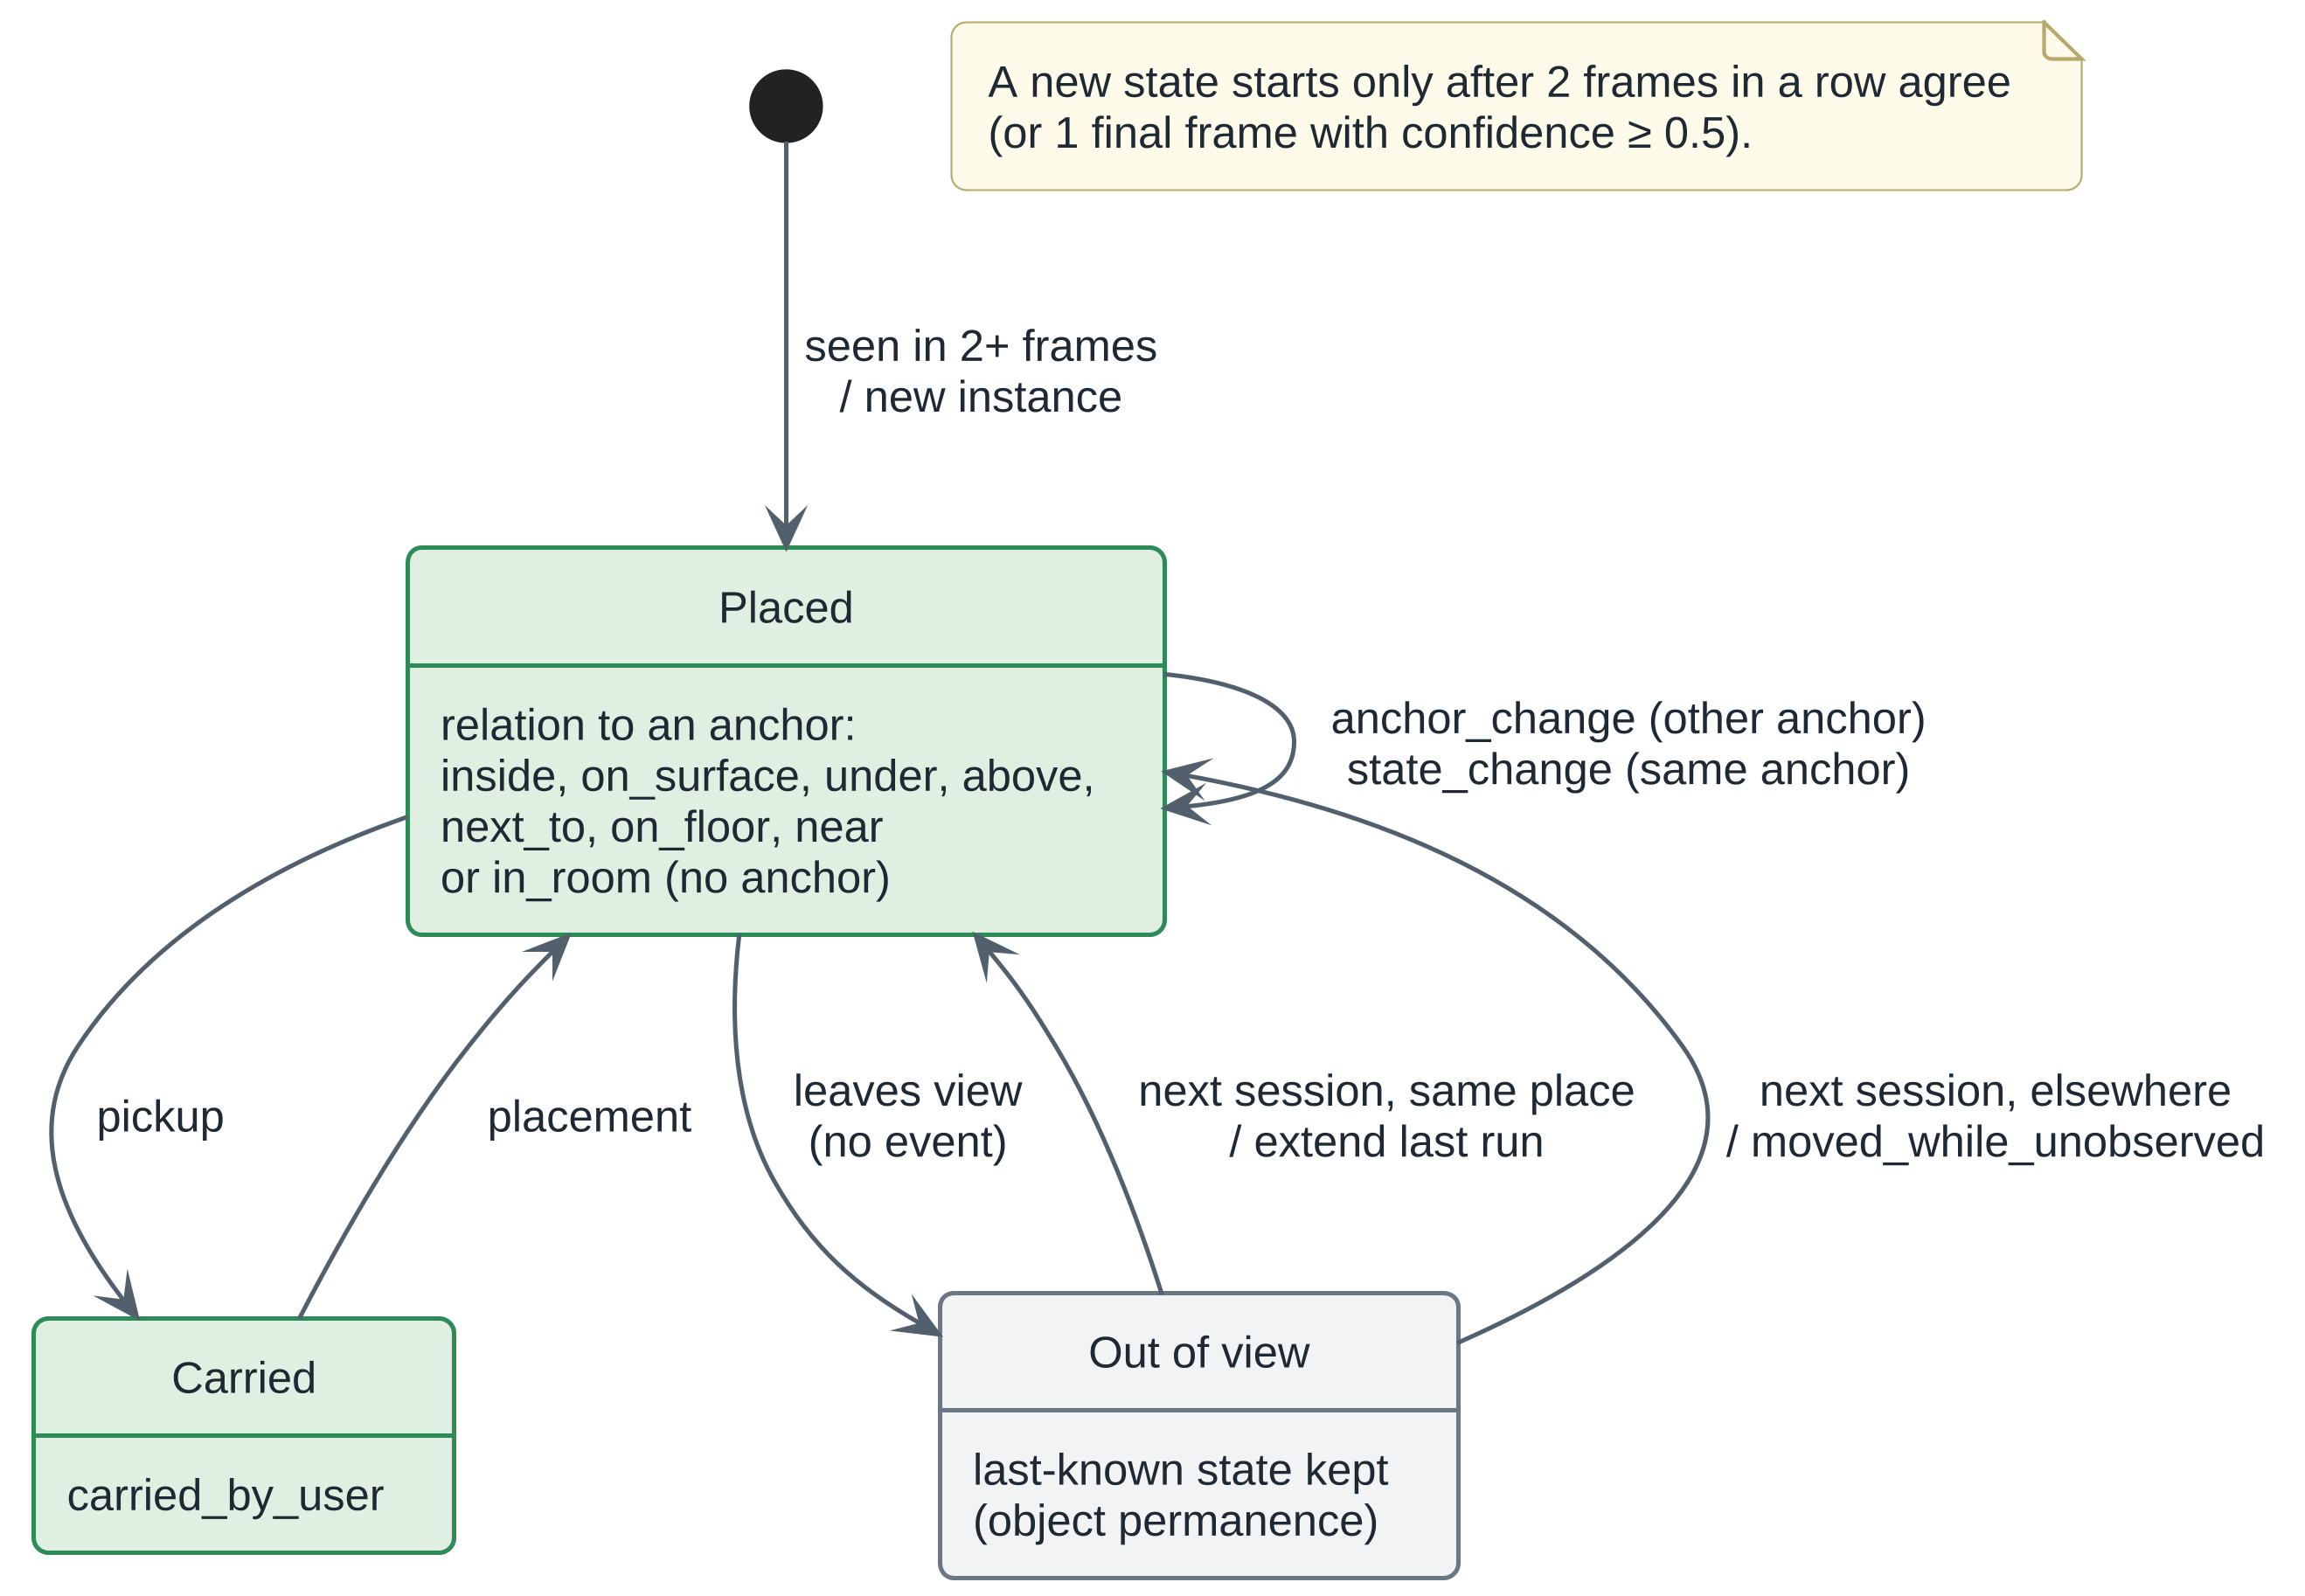 A new state starts only after 2 frames in a row agree
(or 1 final frame with confidence ≥ 0.5).
seen in 2+ frames
/ new instance
Placed
relation to an anchor:
inside, on_surface, under, above,
next_to, on_floor, near
or in_room (no anchor)
anchor_change (other anchor)
state_change (same anchor)
pickup
placement
leaves view
(no event)
next session, same place
/ extend last run
next session, elsewhere
/ moved_while_unobserved
Carried
carried_by_user
Out of view
last-known state kept
(object permanence)